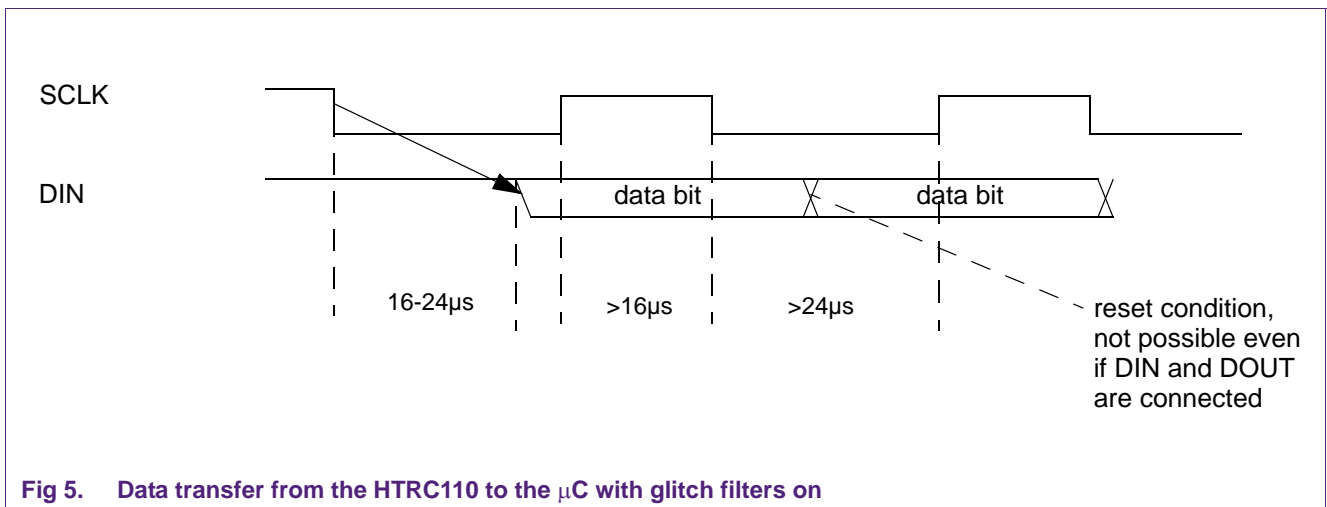 SCLK
DIN
data bit
data bit
16-24µs
>16µs
>24µs
reset condition,
not possible even
if DIN and DOUT
are connected
Fig 5. Data transfer from the HTRC110 to the µC with glitch filters on